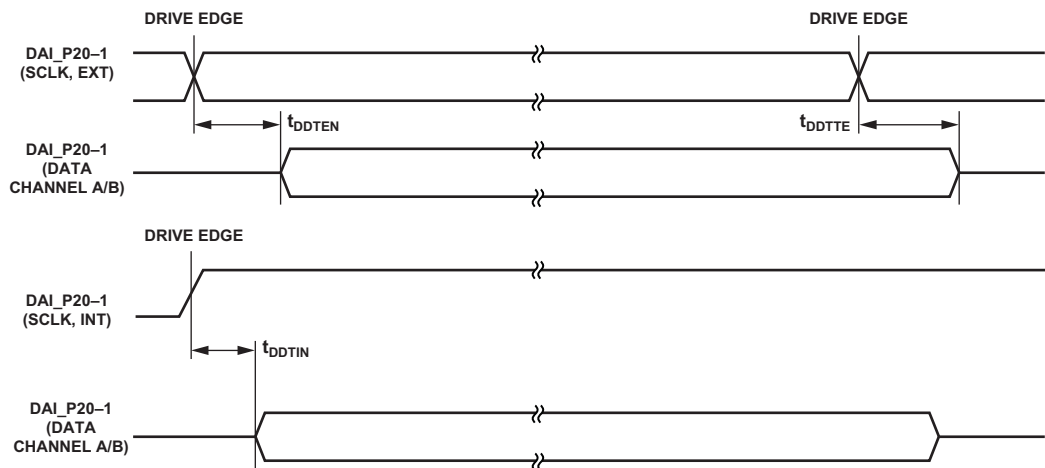 DRIVE EDGE
DRIVE EDGE
DAI_P20–1
(SCLK, EXT)
tDDTEN
tDDTTE
DAI_P20–1
(DATA
CHANNEL A/B)
DRIVE EDGE
DAI_P20–1
(SCLK, INT)
tDDTIN
DAI_P20–1
(DATA
CHANNEL A/B)